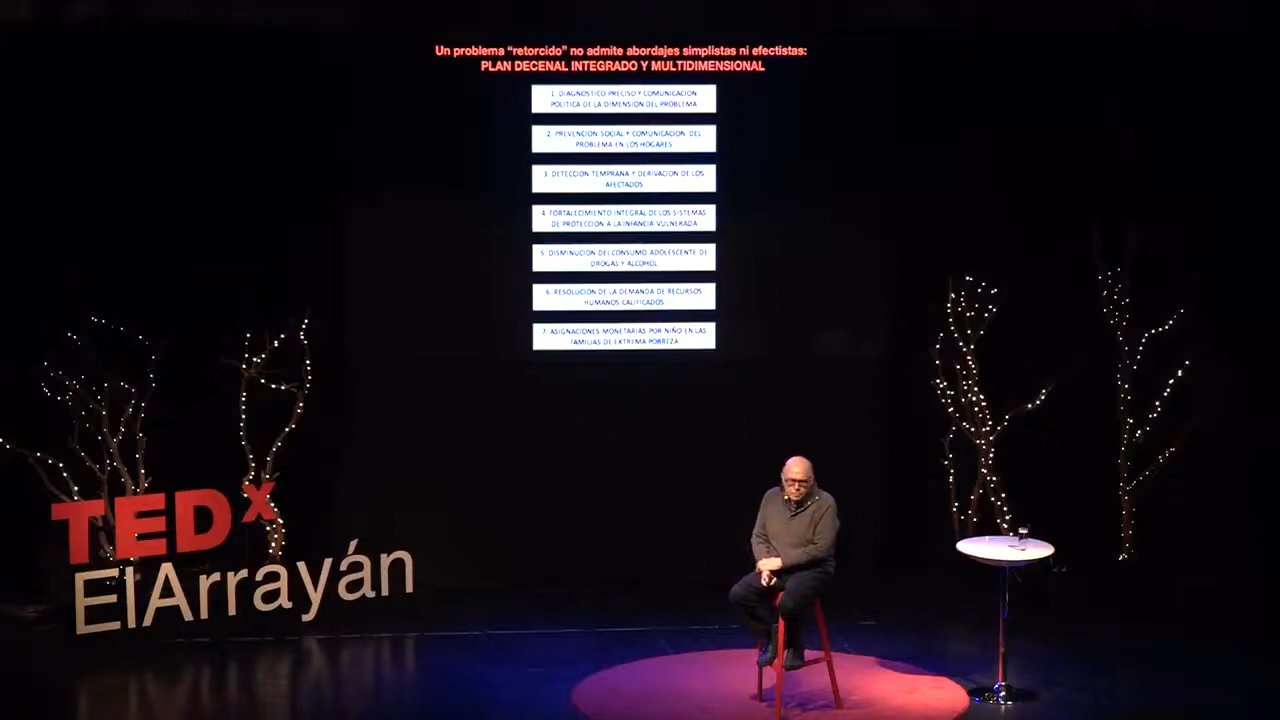 Un problema “retorcido” no admite abordajes simplistas ni efectistas:
PLAN DECENAL INTEGRADO Y MULTIDIMENSIONAL
1. DIAGNOSTICO PRECISO Y COMUNICACION
POLITICA DE LA DIMENSION DEL PROBLEMA
2. PREVENCION SOCIAL Y COMUNICACION DEL
PROBLEMA EN LOS HOGARES
3. DETECCION TEMPRANA Y DERIVACION DE LOS
AFECTADOS
4. FORTALECIMIENTO INTEGRAL DE LOS SISTEMAS
DE PROTECCION A LA INFANCIA VULNERADA
5. DISMINUCION DEL CONSUMO ADOLESCENTE DE
DROGAS Y ALCOHOL
6. RESOLUCION DE LA DEMANDA DE RECURSOS
HUMANOS CALIFICADOS
7. ASIGNACIONES MONETARIAS POR NIÑO EN LAS
FAMILIAS DE EXTREMA POBREZA
TEDx
ElArrayán